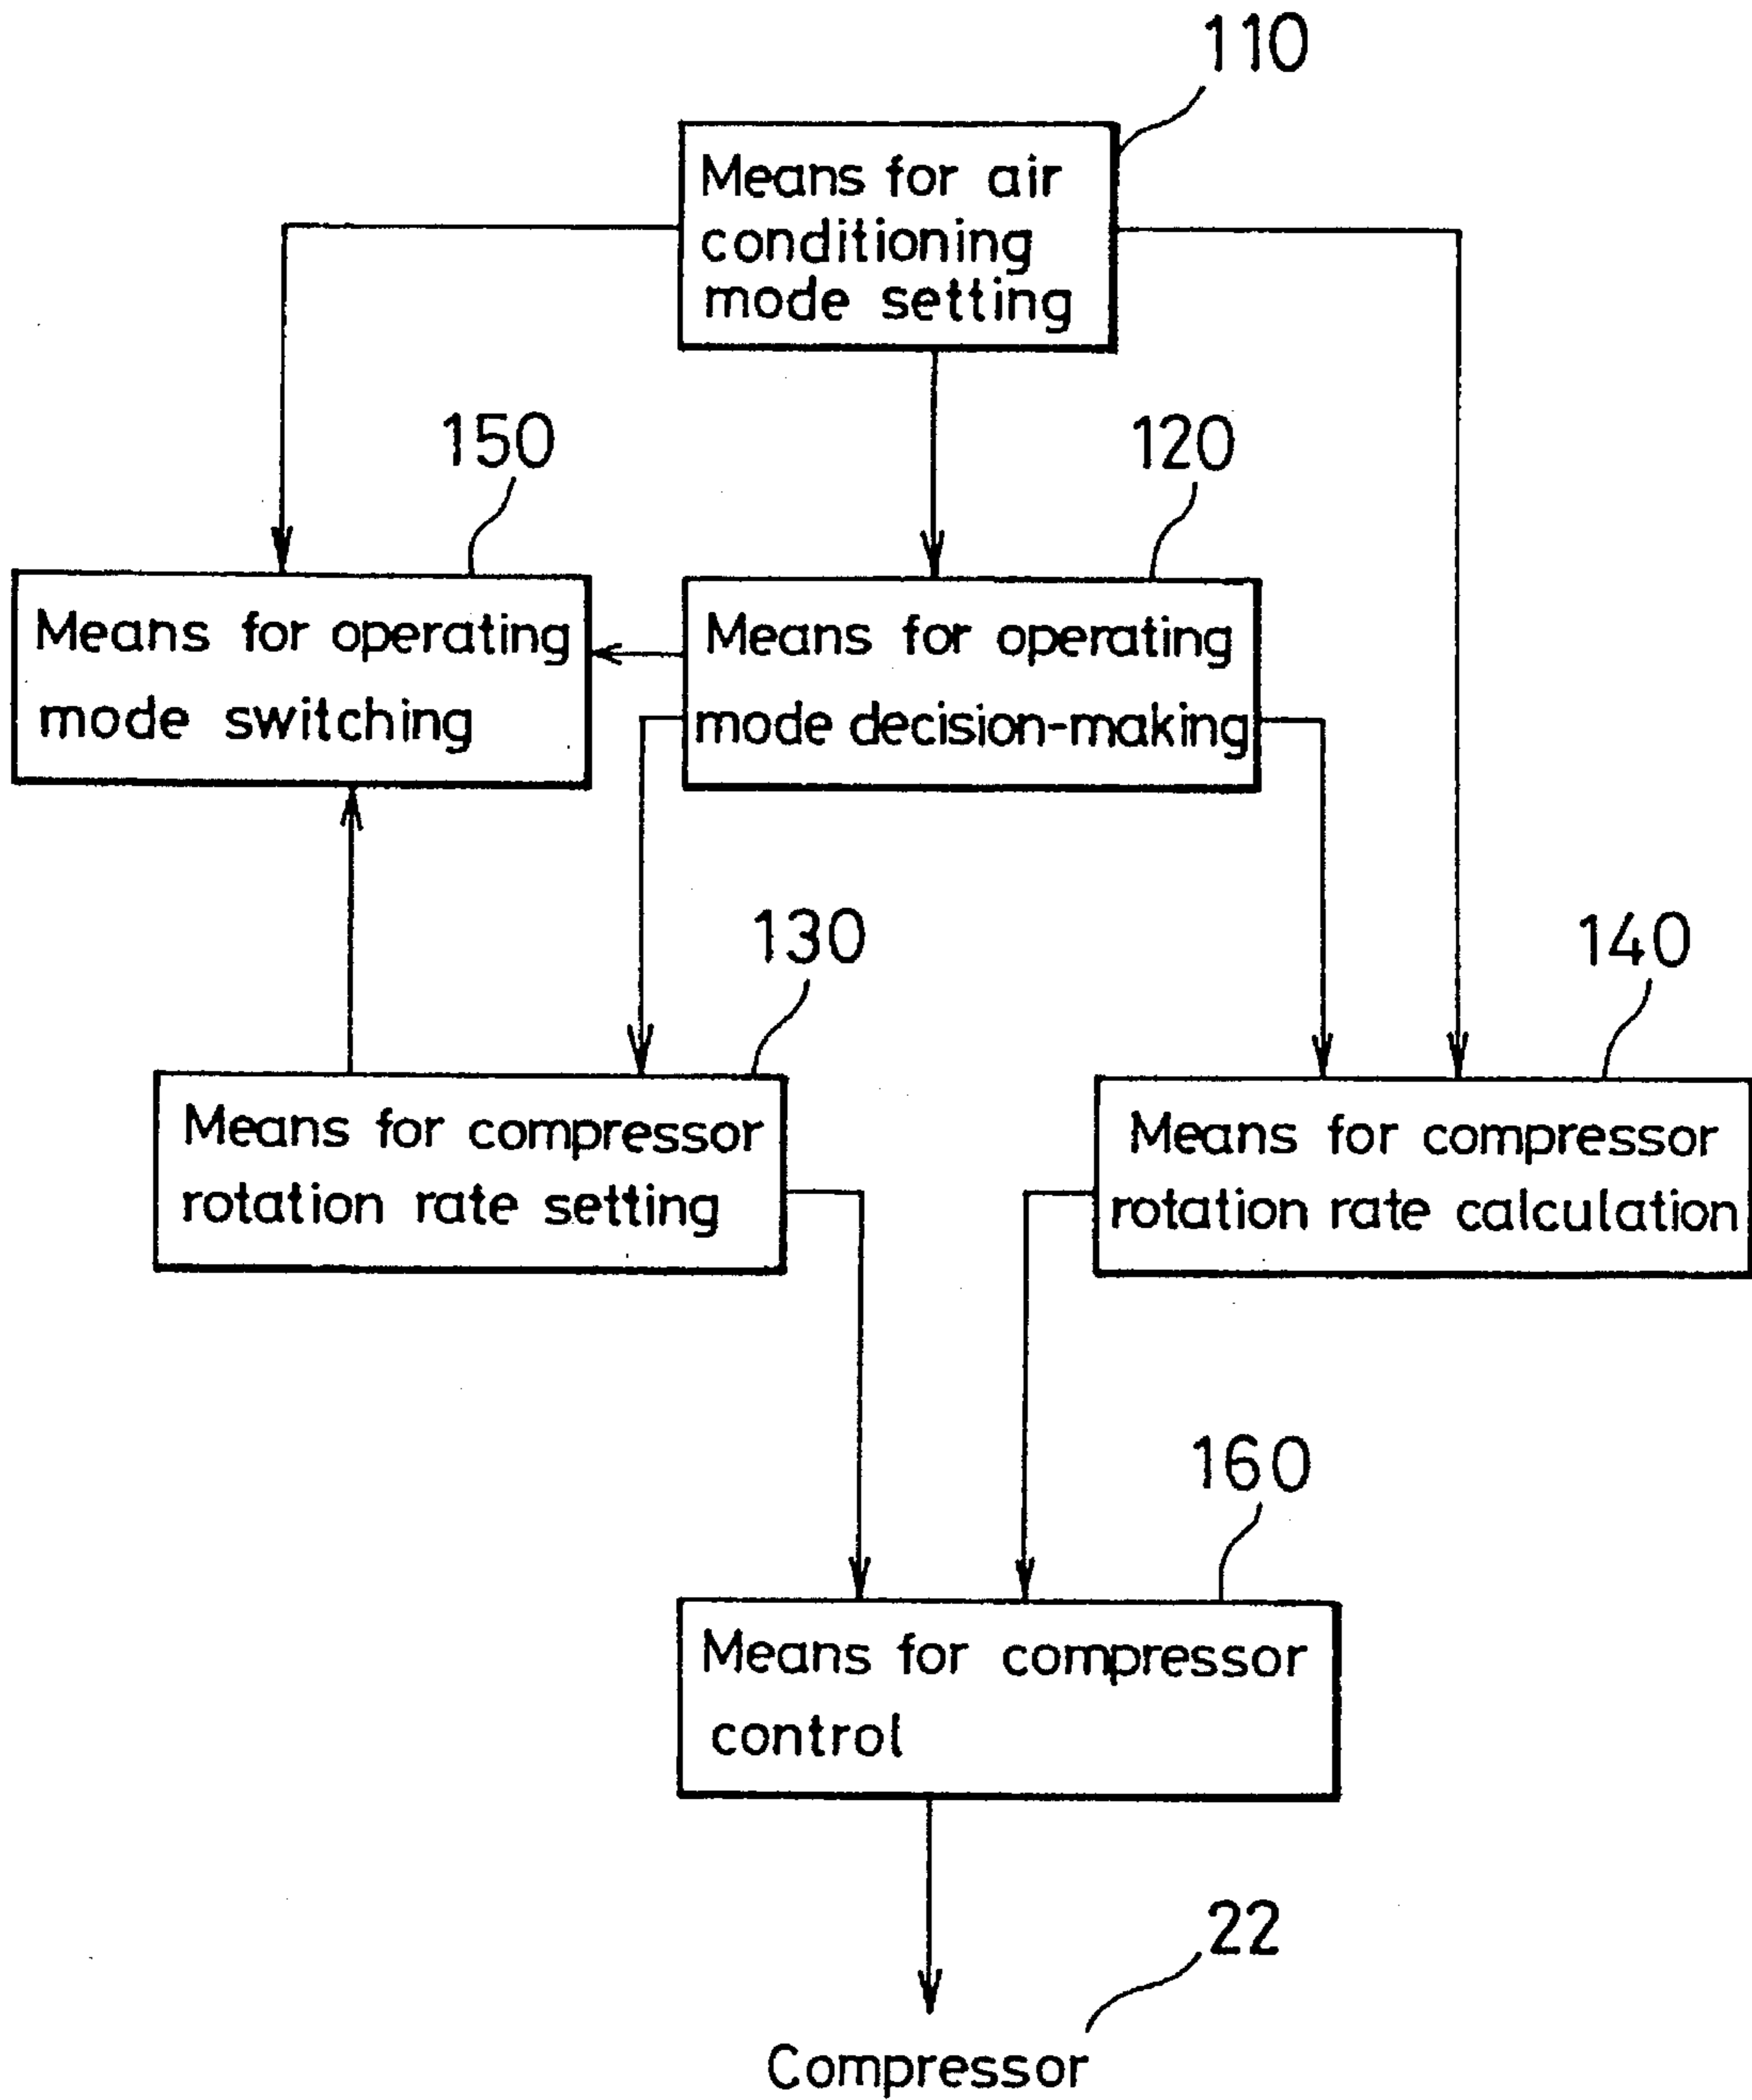 110
Means for air
conditioning
mode setting
150
120
Means for operating
mode switching
Means for operating
mode decision-making
130
140
Means for compressor
rotation rate setting
Means for compressor
rotation rate calculation
160
Means for compressor
control
22
Compressor